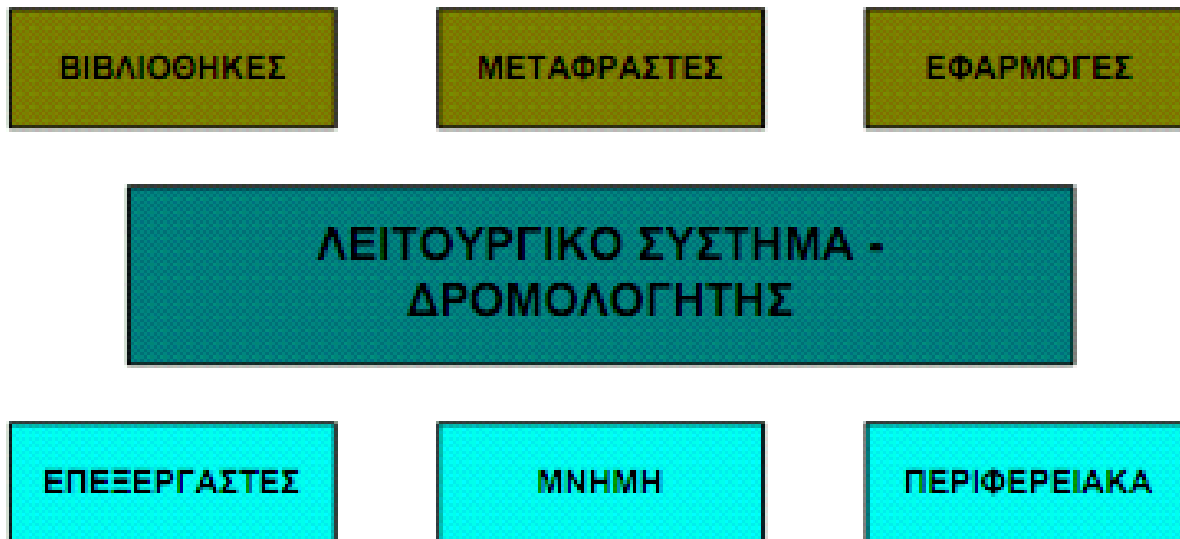 ΒΙΒΛΙΟΘΗΚΕΣ
ΜΕΤΑΦΡΑΣΤΕΣ
ΕΦΑΡΜΟΓΕΣ
ΛΕΙΤΟΥΡΓΙΚΟ ΣΥΣΤΗΜΑ -
ΔΡΟΜΟΛΟΓΗΤΗΣ
ΕΠΕΞΕΡΓΑΣΤΕΣ
ΜΝΗΜΗ
ΠΕΡΙΦΕΡΕΙΑΚΑ